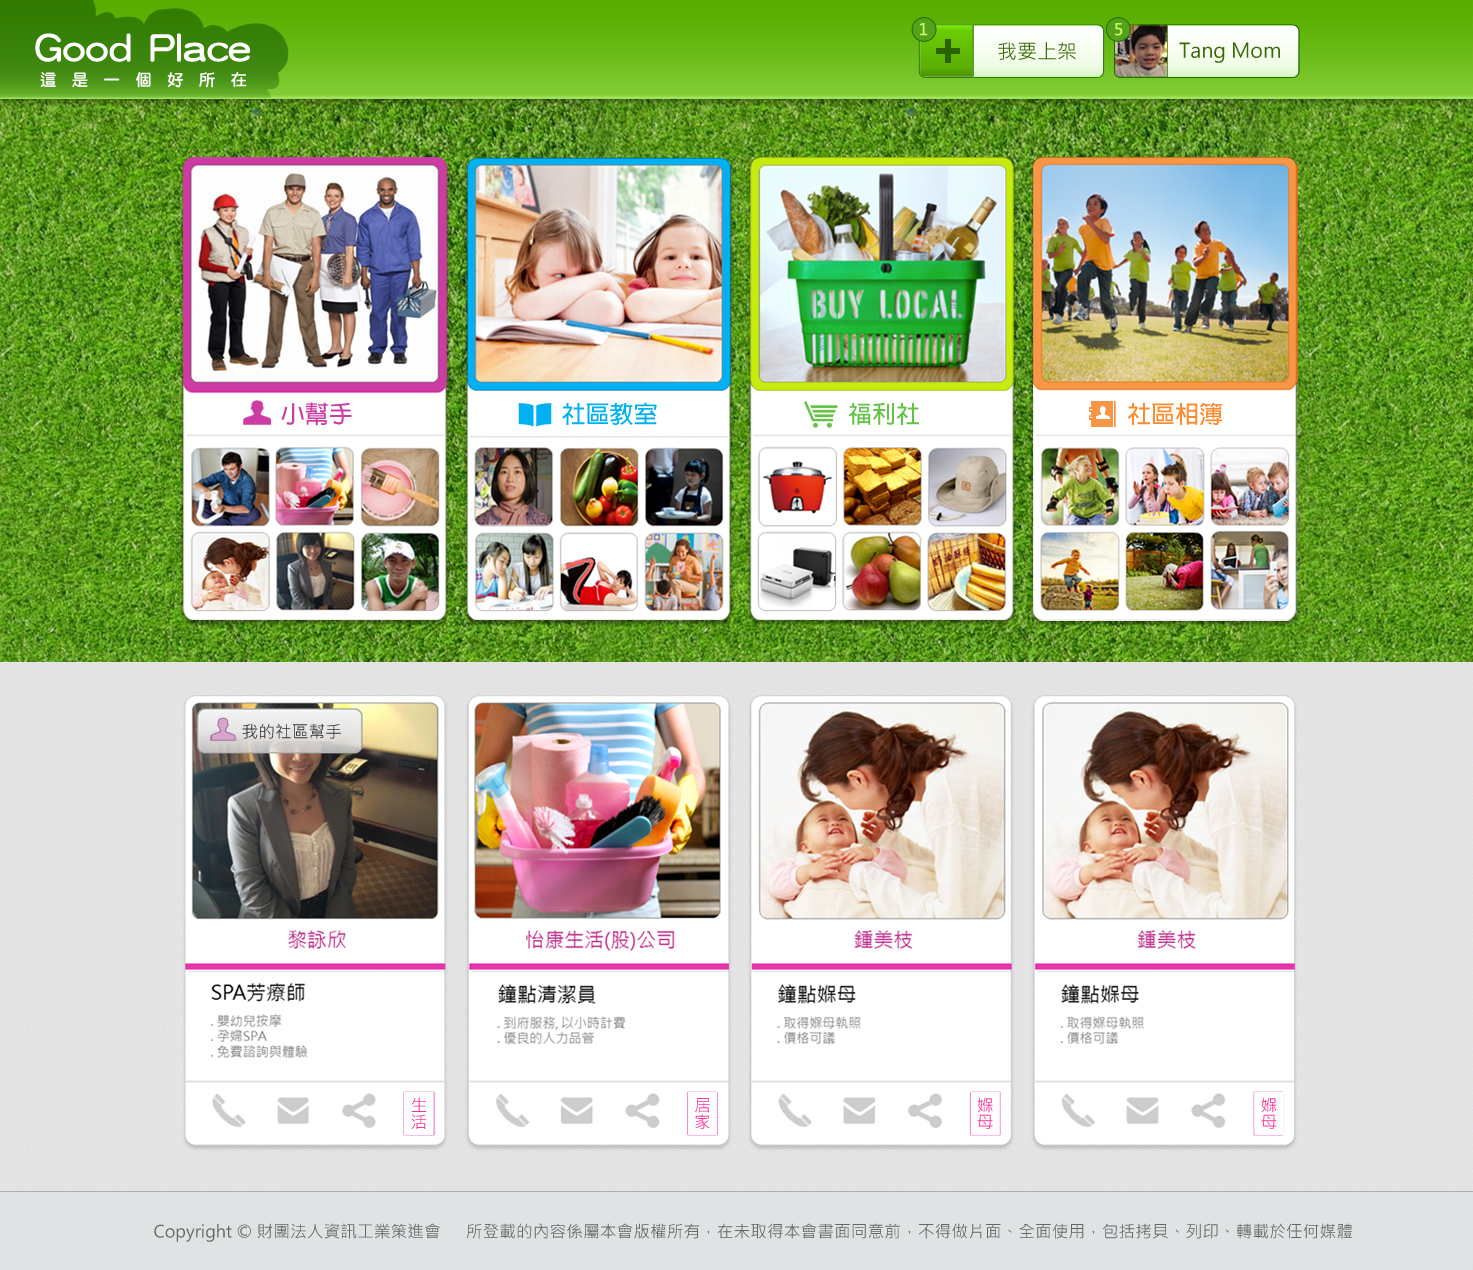 Good Place
這是一個好所在
1
我要上架
5
Tang Mom
BUY LOCAL
小幫手
社區教室
福利社
社區相簿
我的社區幫手
黎詠欣
怡康生活(股)公司
鍾美枝
鍾美枝
SPA芳療師
. 嬰幼兒按摩
. 孕婦SPA
. 免費諮詢與體驗
鐘點清潔員
. 到府服務, 以小時計費
. 優良的人力品管
鐘點媬母
. 取得媬母執照
. 價格可議
鐘點媬母
. 取得媬母執照
. 價格可議
生活
居家
媬母
媬母
Copyright © 財團法人資訊工業策進會 所登載的內容係屬本會版權所有，在未取得本會書面同意前，不得做片面、全面使用，包括拷貝、列印、轉載於任何媒體